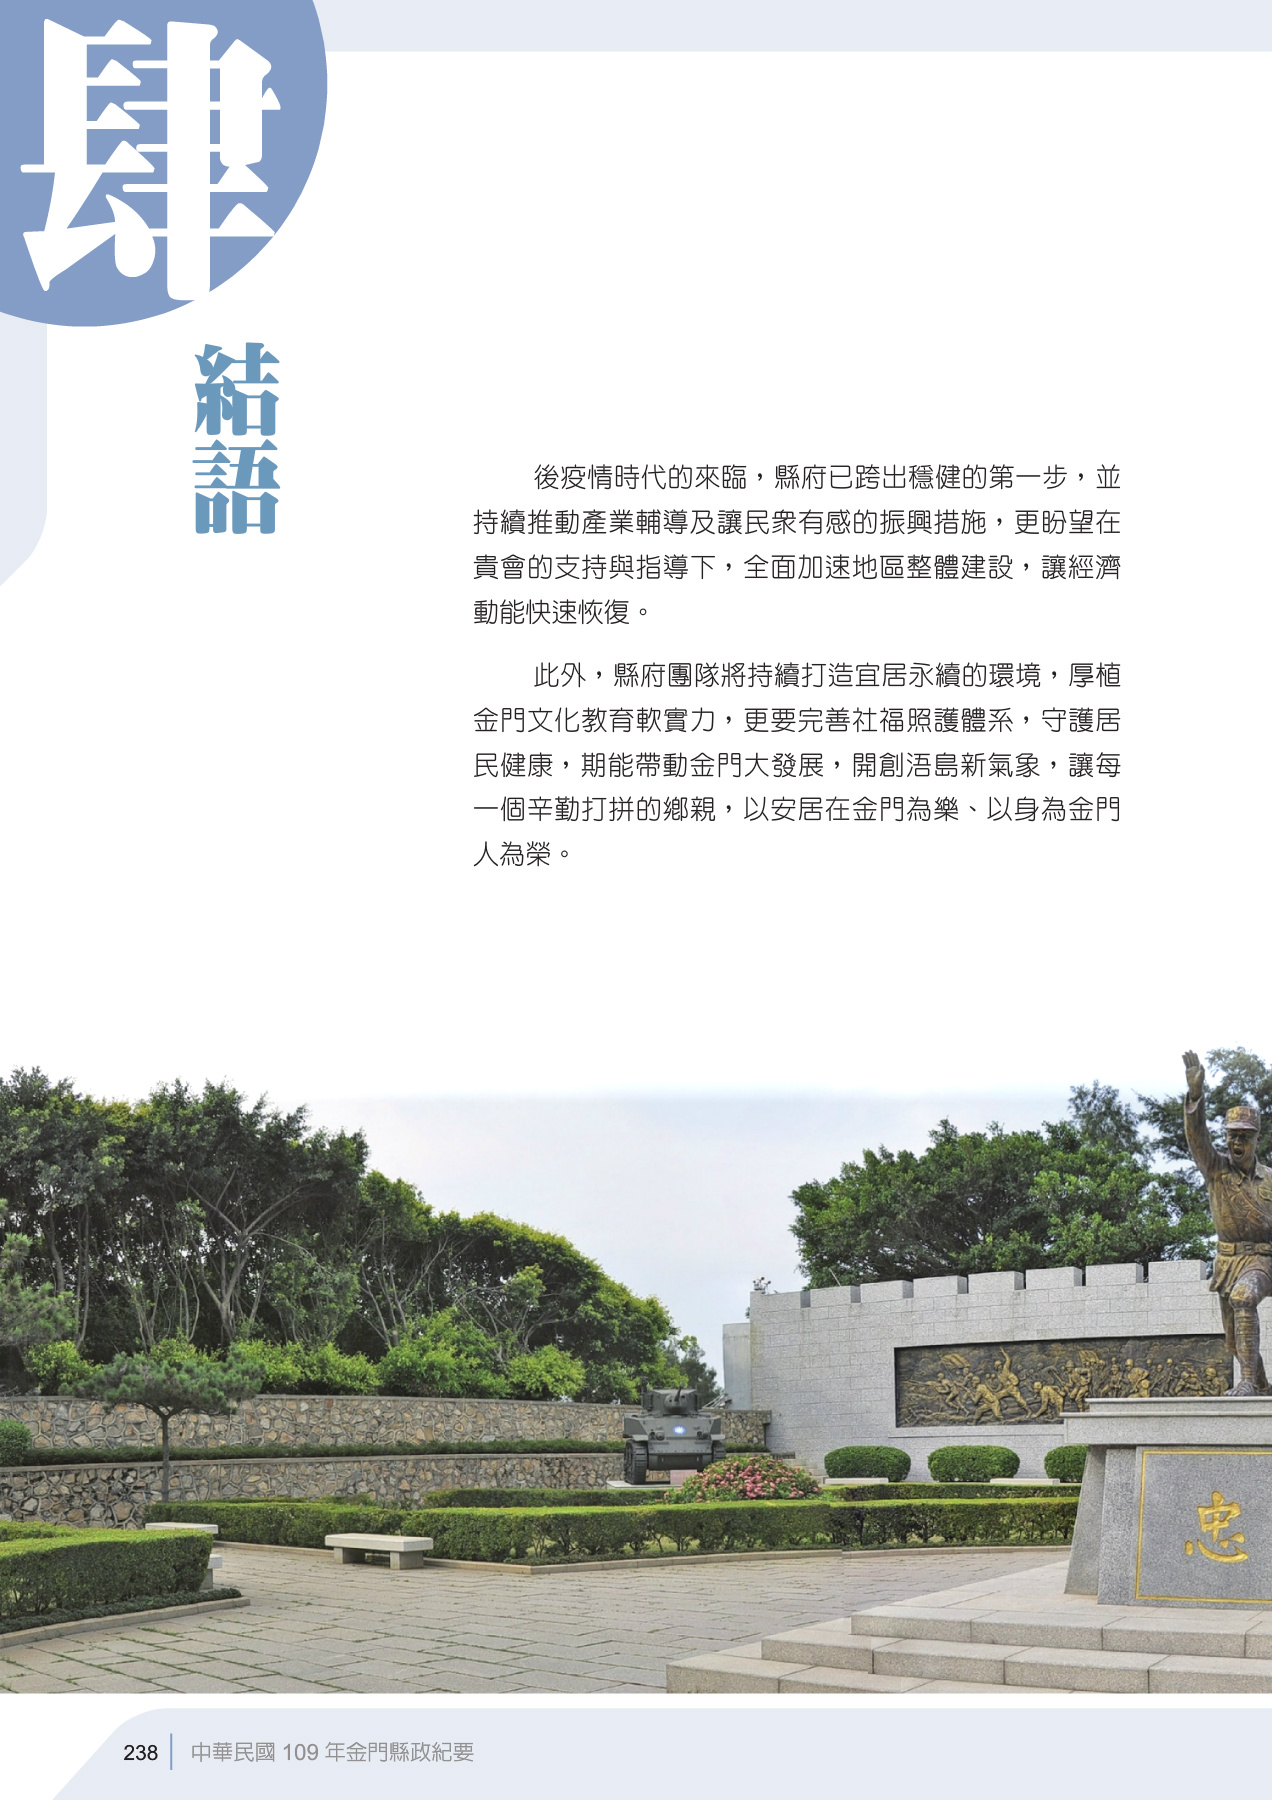 肆
結語
後疫情時代的來臨，縣府已跨出穩健的第一步，並
持續推動產業輔導及讓民眾有感的振興措施，更盼望在
貴會的支持與指導下，全面加速地區整體建設，讓經濟
動能快速恢復。
此外，縣府團隊將持續打造宜居永續的環境，厚植
金門文化教育軟實力，更要完善社福照護體系，守護居
民健康，期能帶動金門大發展，開創浯島新氣象，讓每
一個辛勤打拼的鄉親，以安居在金門為樂、以身為金門
人為榮。
忠
238 中華民國 109 年金門縣政紀要